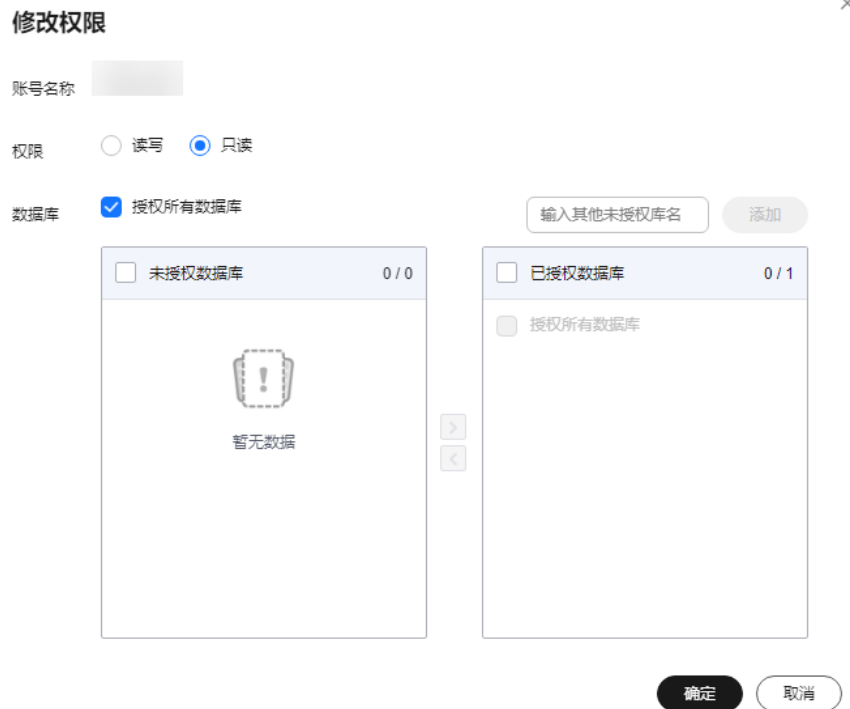 修改权限
账号名称
权限 读写 只读
数据库 授权所有数据库 输入其他未授权库名 添加
未授权数据库 0 / 0 已授权数据库 0 / 1
授权所有数据库
暂无数据
确定 取消